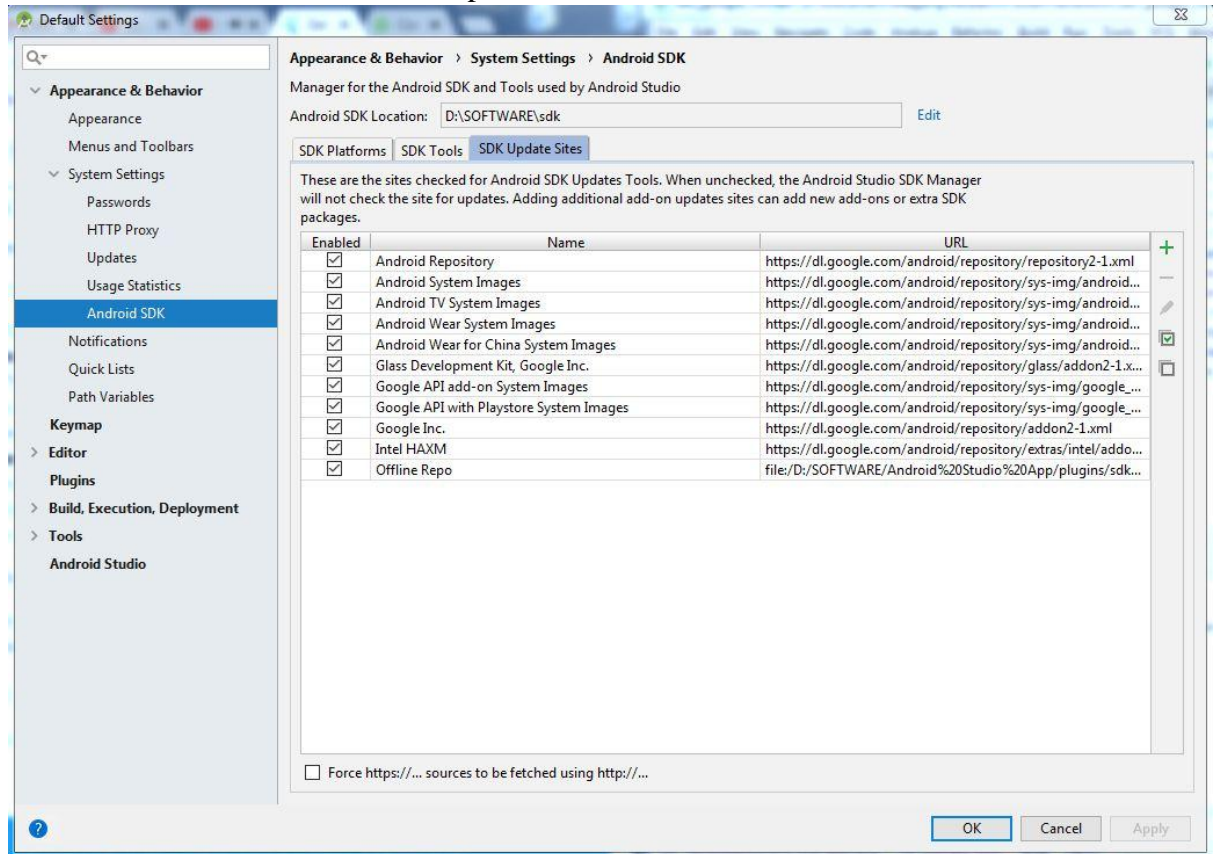 Default Settings
Appearance & Behavior
Appearance
Menus and Toolbars
System Settings
Passwords
HTTP Proxy
Updates
Usage Statistics
Android SDK
Notifications
Quick Lists
Path Variables
Keymap
Editor
Plugins
Build, Execution, Deployment
Tools
Android Studio
Appearance & Behavior > System Settings > Android SDK
Manager for the Android SDK and Tools used by Android Studio
Android SDK Location: D:\SOFTWARE\sdk Edit
SDK Platforms SDK Tools SDK Update Sites
These are the sites checked for Android SDK Updates Tools. When unchecked, the Android Studio SDK Manager
will not check the site for updates. Adding additional add-on updates sites can add new add-ons or extra SDK
packages.
Enabled Name URL
Android Repository https://dl.google.com/android/repository/repository2-1.xml
Android System Images https://dl.google.com/android/repository/sys-img/android...
Android TV System Images https://dl.google.com/android/repository/sys-img/android...
Android Wear System Images https://dl.google.com/android/repository/sys-img/android...
Android Wear for China System Images https://dl.google.com/android/repository/sys-img/android...
Glass Development Kit, Google Inc. https://dl.google.com/android/repository/glass/addon2-1.x...
Google API add-on System Images https://dl.google.com/android/repository/sys-img/google_...
Google API with Playstore System Images https://dl.google.com/android/repository/sys-img/google_...
Google Inc. https://dl.google.com/android/repository/addon2-1.xml
Intel HAXM https://dl.google.com/android/repository/extras/intel/addo...
Offline Repo file:/D:/SOFTWARE/Android%20Studio%20App/plugins/sdk...
Force https://... sources to be fetched using http://...
? OK Cancel Apply